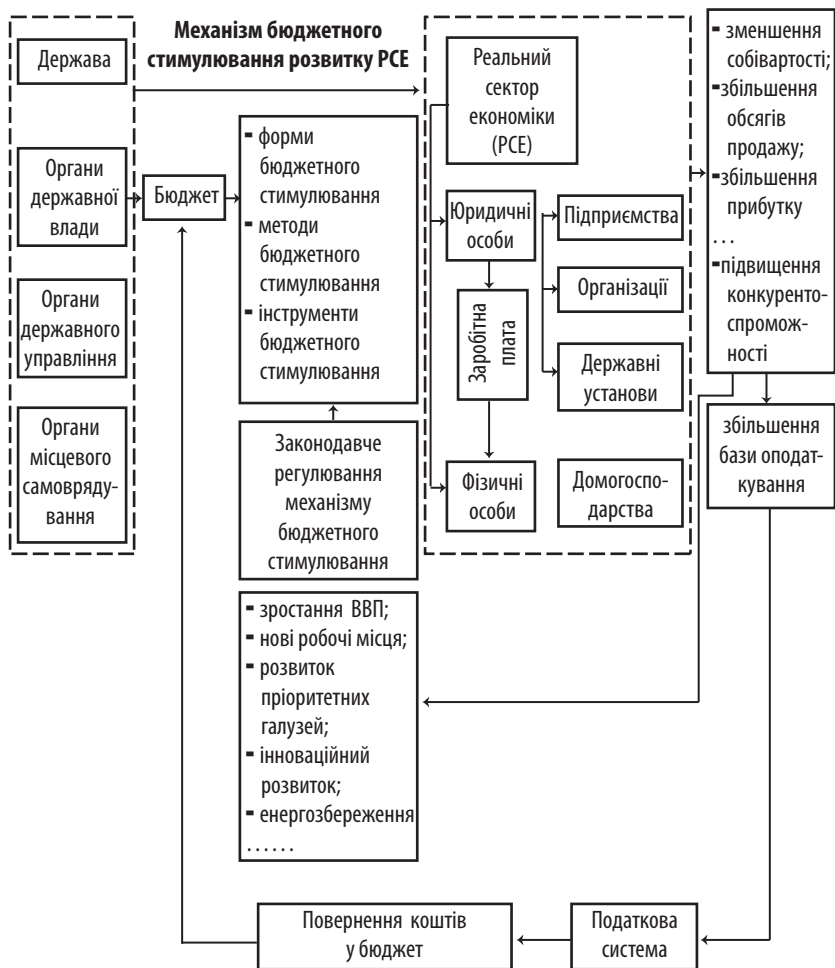 Механізм бюджетного
стимулювання розвитку РСЕ
Держава
Органи
державної
влади
Органи
державного
управління
Органи
місцевого
самовряду-
вання
Бюджет
- форми
бюджетного
стимулювання
- методи
бюджетного
стимулювання
- інструменти
бюджетного
стимулювання
Законодавче
регулювання
механізму
бюджетного
стимулювання
- зростання ВВП;
- нові робочі місця;
- розвиток
пріоритетних
галузей;
- інноваційний
розвиток;
- енергозбереження
......
Реальний
сектор
економіки
(РСЕ)
Юридичні
особи
Заробітна
плата
Фізичні
особи
Підприємства
Організації
Державні
установи
Домогоспо-
дарства
- зменшення
собівартості;
- збільшення
обсягів
продажу;
- збільшення
прибутку
...
- підвищення
конкуренто-
спромож-
ності
збільшення
бази оподат-
кування
Повернення коштів
у бюджет
Податкова
система